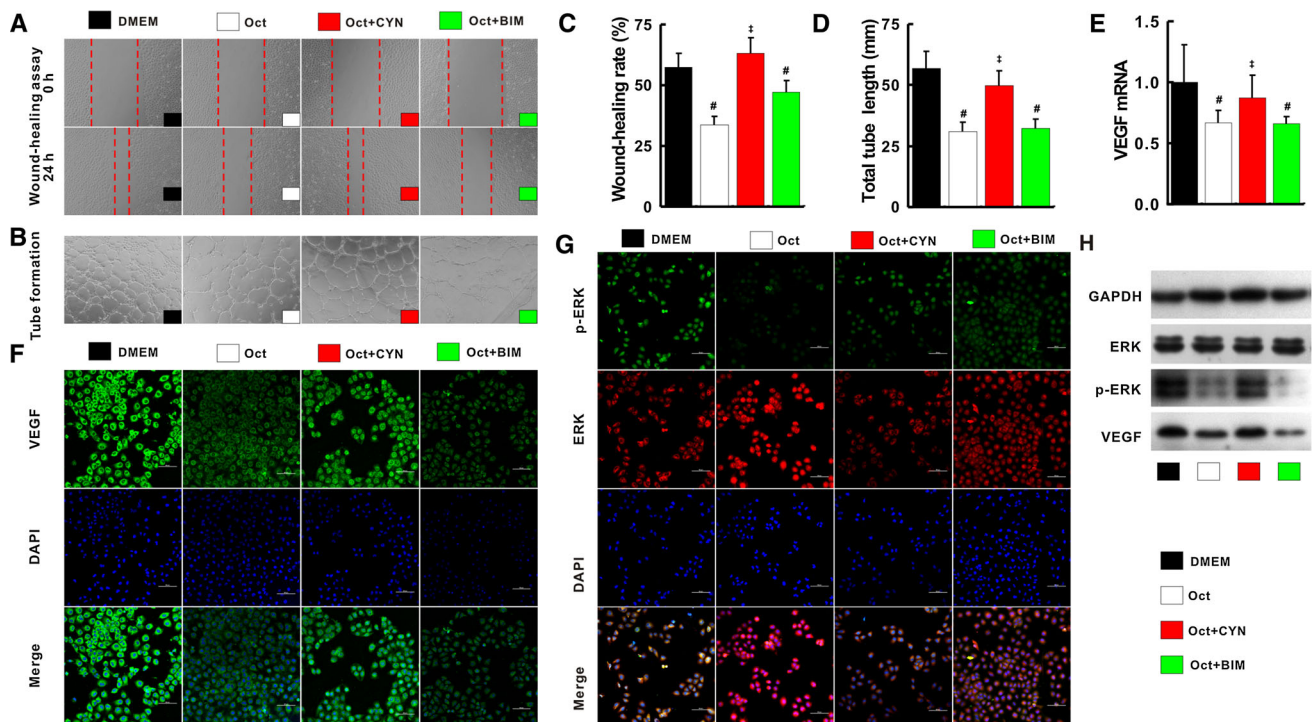 A
DMEM
Oct
Oct+CYN
Oct+BIM
Wound-healing assay
0 h
24 h
B
Tube formation
C
Wound-healing rate (%)
75
50
25
0
#
‡
#
D
Total tube length (mm)
75
50
25
0
#
‡
#
E
VEGF mRNA
1.5
1.0
0.5
0.0
#
‡
#
F
DMEM
Oct
Oct+CYN
Oct+BIM
VEGF
DAPI
Merge
G
DMEM
Oct
Oct+CYN
Oct+BIM
p-ERK
ERK
DAPI
Merge
H
GAPDH
ERK
p-ERK
VEGF
DMEM
Oct
Oct+CYN
Oct+BIM